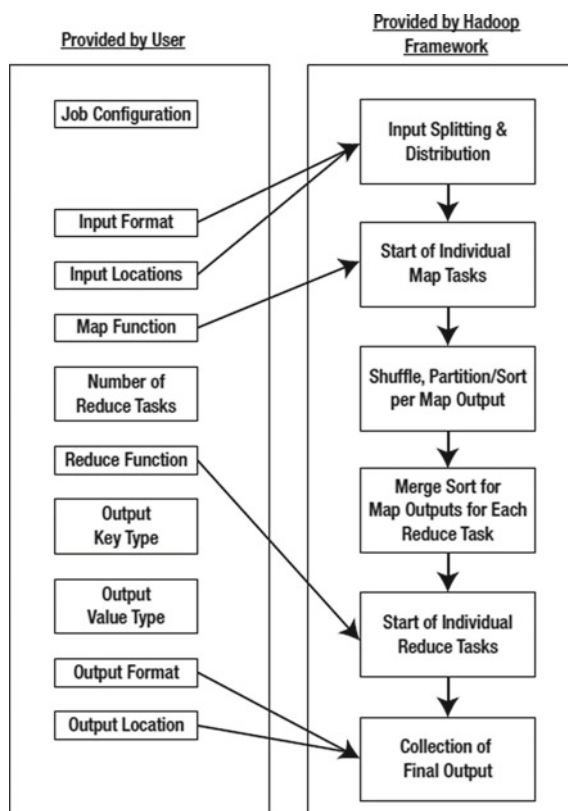 Provided by User
Job Configuration
Input Format
Input Locations
Map Function
Number of
Reduce Tasks
Reduce Function
Output
Key Type
Output
Value Type
Output Format
Output Location
Provided by Hadoop
Framework
Input Splitting &
Distribution
Start of Individual
Map Tasks
Shuffle, Partition/Sort
per Map Output
Merge Sort for
Map Outputs for Each
Reduce Task
Start of Individual
Reduce Tasks
Collection of
Final Output